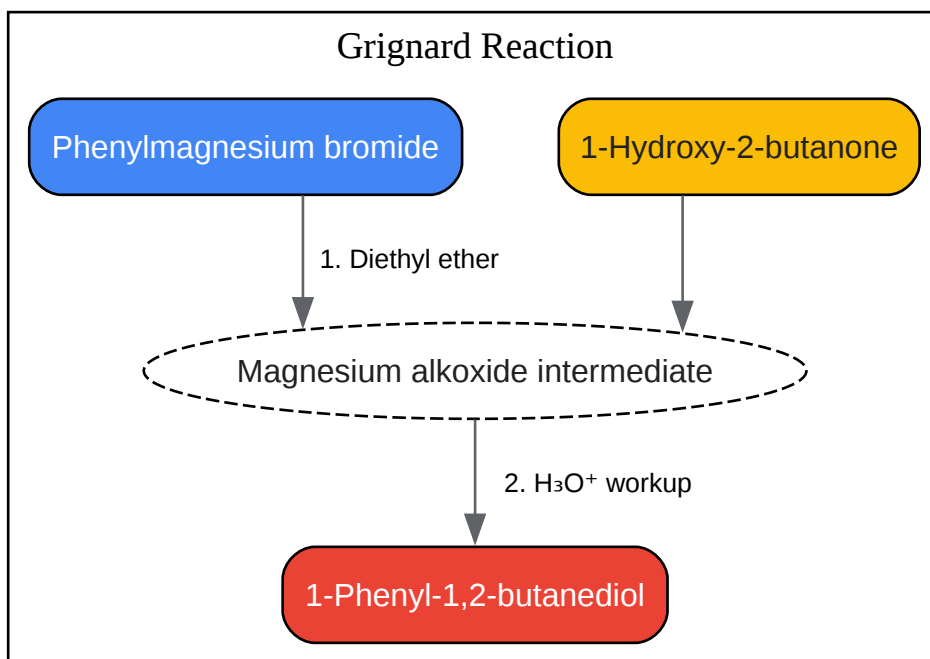 Grignard Reaction
Phenylmagnesium bromide
1-Hydroxy-2-butanone
1. Diethyl ether
Magnesium alkoxide intermediate
2. H₃O⁺ workup
1-Phenyl-1,2-butanediol